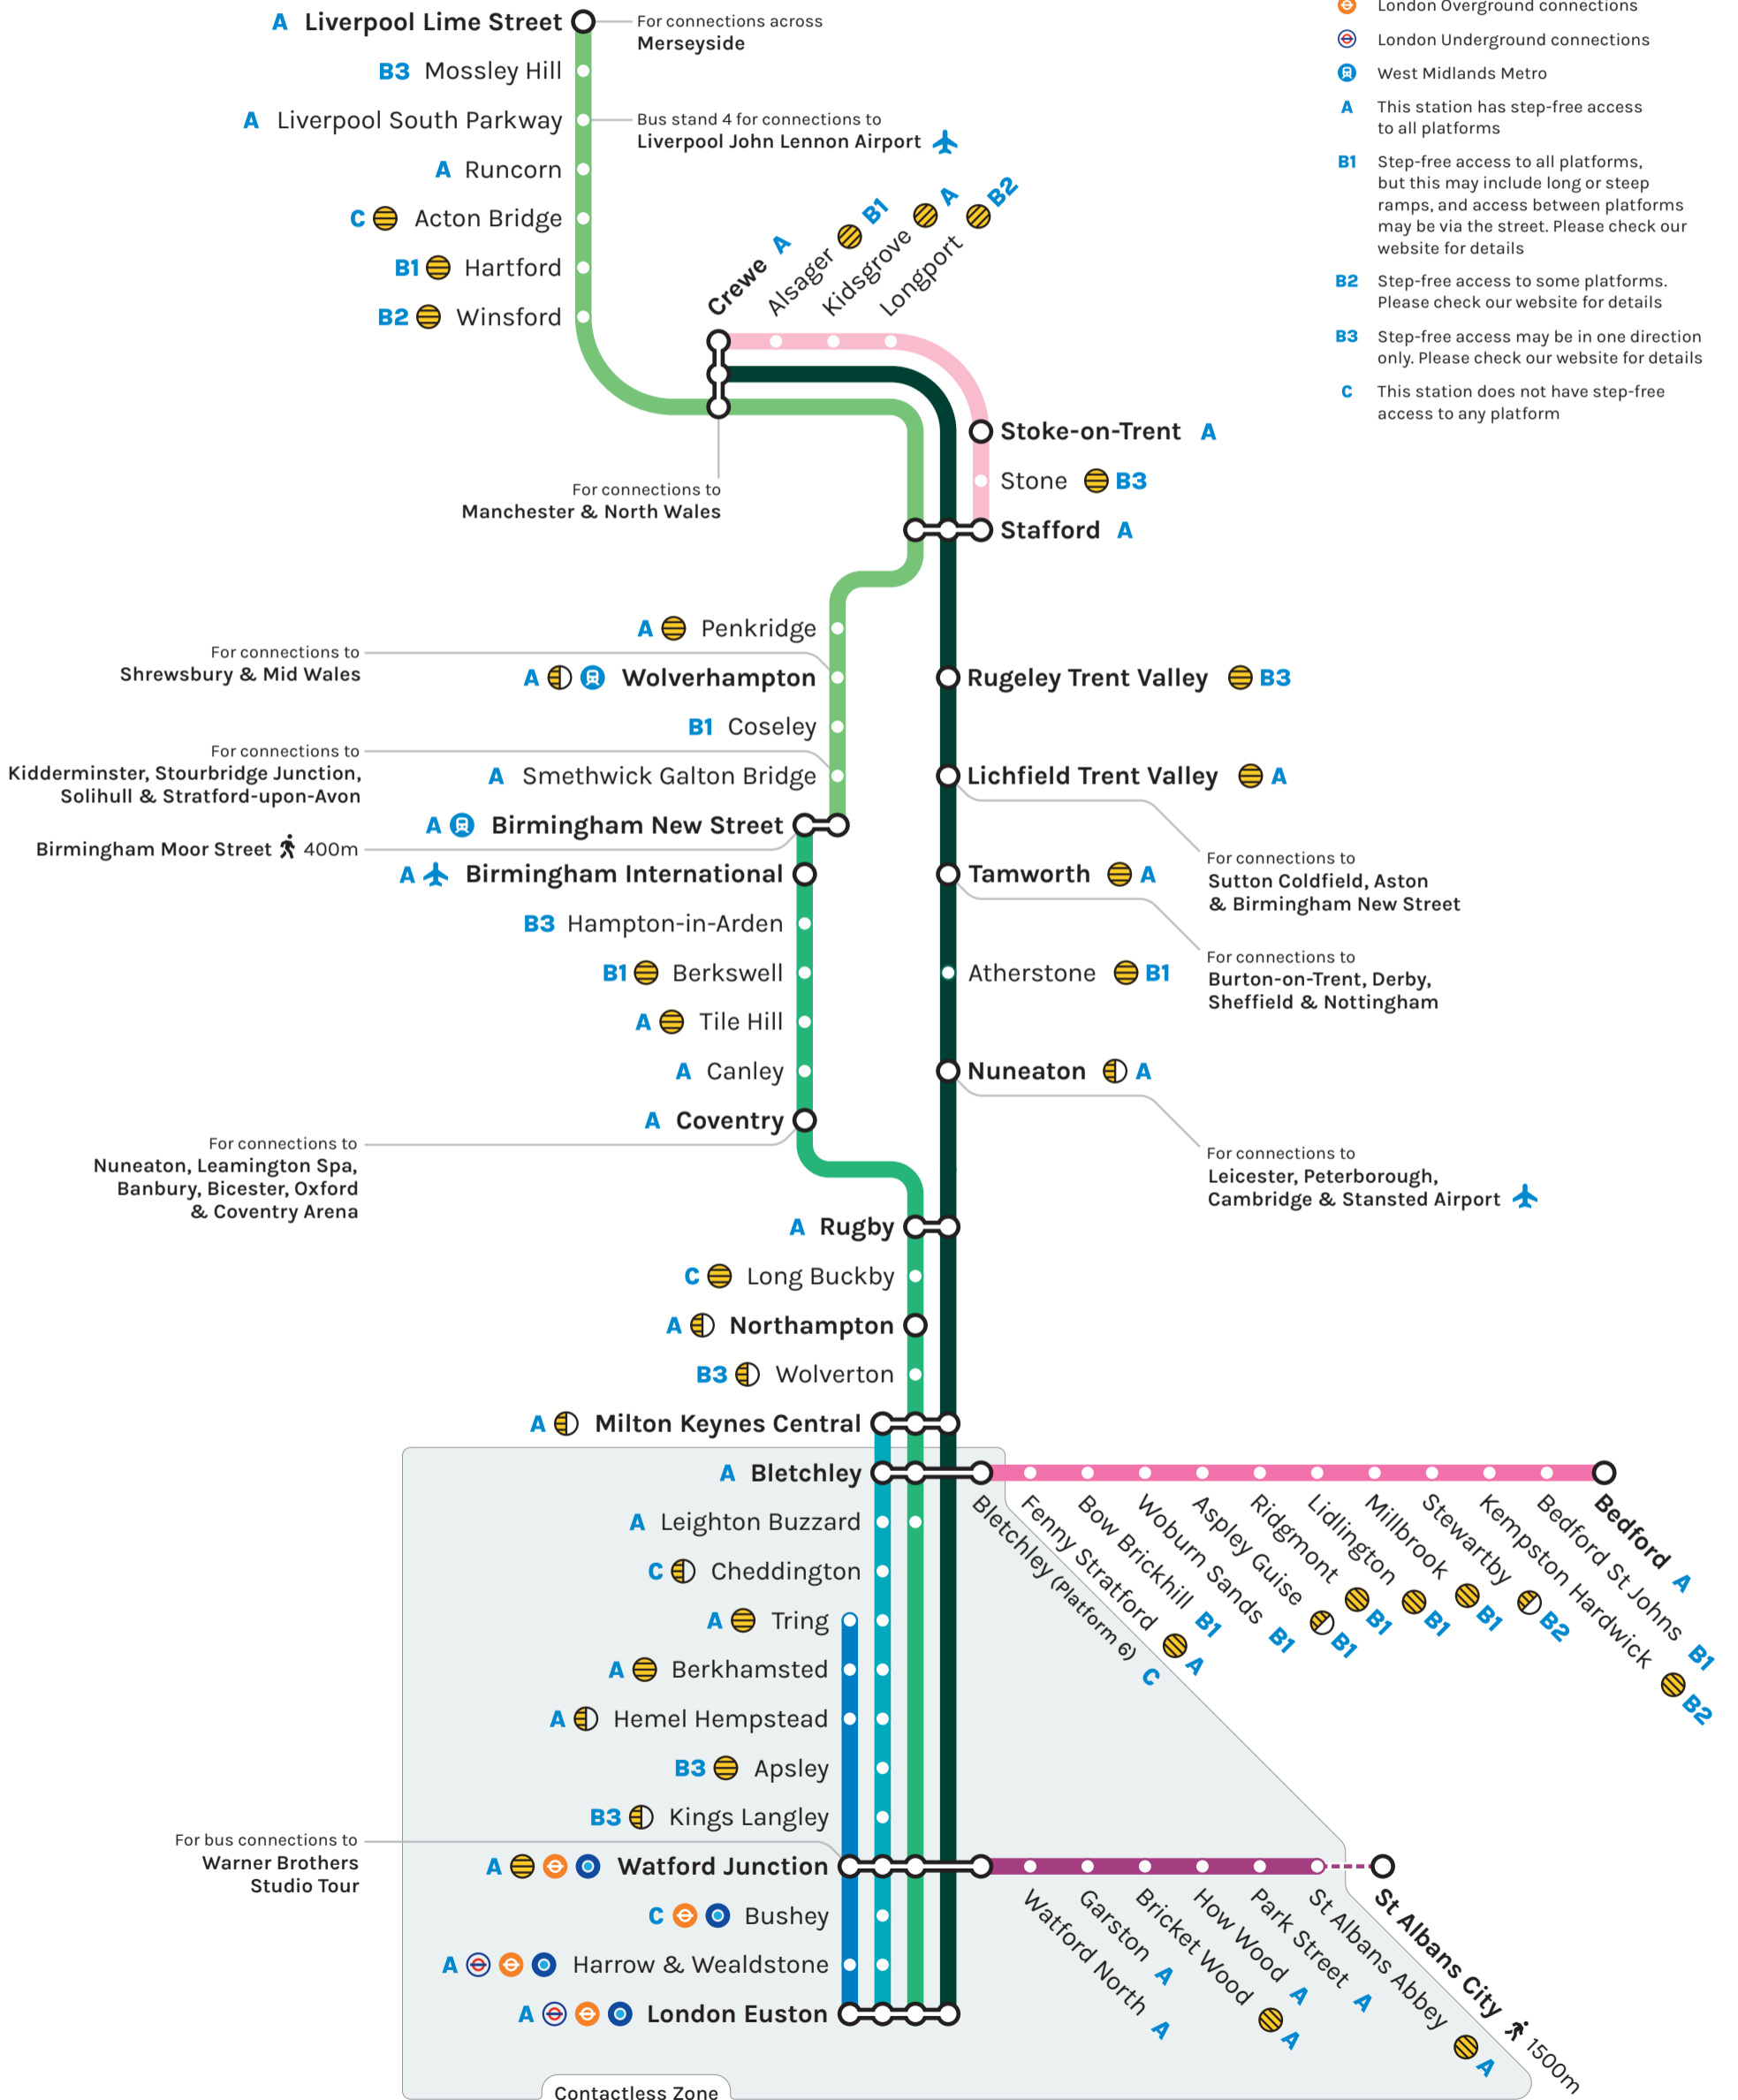 A Liverpool Lime Street
For connections across
Merseyside
B3 Mossley Hill
A Liverpool South Parkway
Bus stand 4 for connections to
Liverpool John Lennon Airport
A Runcorn
C Acton Bridge
B1 Hartford
B2 Winsford
Crewe A
Alsager B1
Kidsgrove A
Longport B2
For connections to
Manchester & North Wales
Stoke-on-Trent A
Stone B3
Stafford A
London Overground connections
London Underground connections
West Midlands Metro
A This station has step-free access
to all platforms
B1 Step-free access to all platforms,
but this may include long or steep
ramps, and access between platforms
may be via the street. Please check our
website for details
B2 Step-free access to some platforms.
Please check our website for details
B3 Step-free access may be in one direction
only. Please check our website for details
C This station does not have step-free
access to any platform
A Penkridge
For connections to
Shrewsbury & Mid Wales
A Wolverhampton
B1 Coseley
For connections to
Kidderminster, Stourbridge Junction,
Solihull & Stratford-upon-Avon
A Smethwick Galton Bridge
A Birmingham New Street
Birmingham Moor Street 400m
A Birmingham International
B3 Hampton-in-Arden
B1 Berkswell
A Tile Hill
A Canley
A Coventry
For connections to
Nuneaton, Leamington Spa,
Banbury, Bicester, Oxford
& Coventry Arena
Rugeley Trent Valley B3
Lichfield Trent Valley A
For connections to
Sutton Coldfield, Aston
& Birmingham New Street
Tamworth A
For connections to
Burton-on-Trent, Derby,
Sheffield & Nottingham
Atherstone B1
Nuneaton A
For connections to
Leicester, Peterborough,
Cambridge & Stansted Airport
A Rugby
C Long Buckby
A Northampton
B3 Wolverton
A Milton Keynes Central
A Bletchley
A Leighton Buzzard
C Cheddington
A Tring
A Berkhamsted
A Hemel Hempstead
B3 Apsley
B3 Kings Langley
For bus connections to
Warner Brothers
Studio Tour
A Watford Junction
C Bushey
A Harrow & Wealdstone
A London Euston
Bletchley (Platform 6) C
Fenny Stratford A
Bow Brickhill B1
Woburn Sands B1
Aspley Guise B1
Ridgmont B1
Lidlington B1
Millbrook B1
Stewartby B2
Kempston Hardwick B2
Bedford St Johns B1
Bedford A
Watford North A
Garston A
Bricket Wood A
How Wood A
Park Street A
St Albans Abbey A
St Albans City 1500m
Contactless Zone